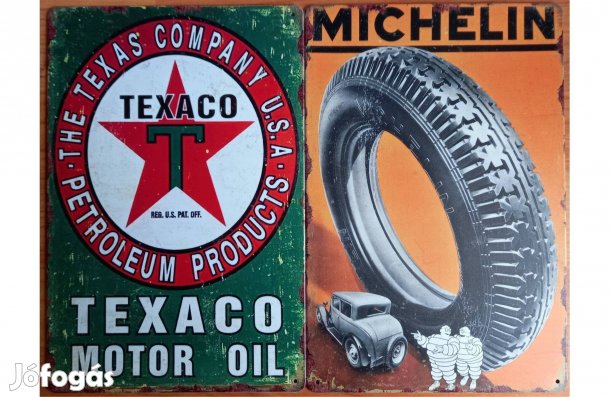 THE TEXAS COMPANY U.S.A
PETROLEUM PRODUCTS
TEXACO
T
REG. U.S. PAT. OFF.
TEXACO
MOTOR OIL
MICHELIN
Jófogás